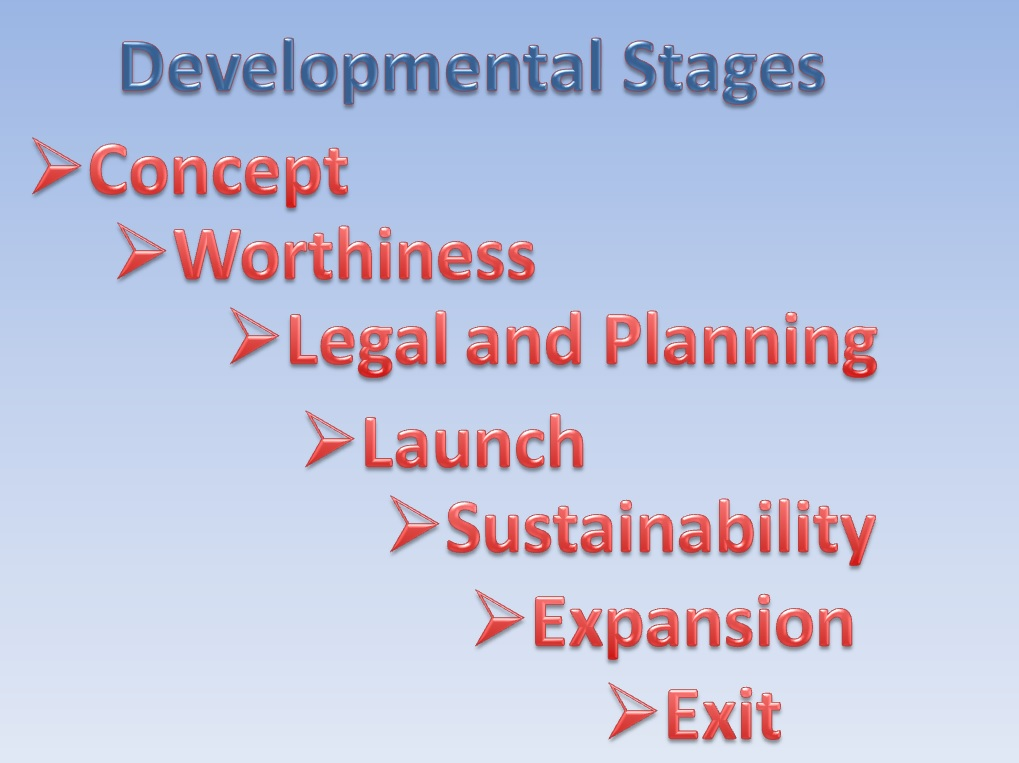 Developmental Stages
Concept
Worthiness
Legal and Planning
Launch
Sustainability
Expansion
Exit